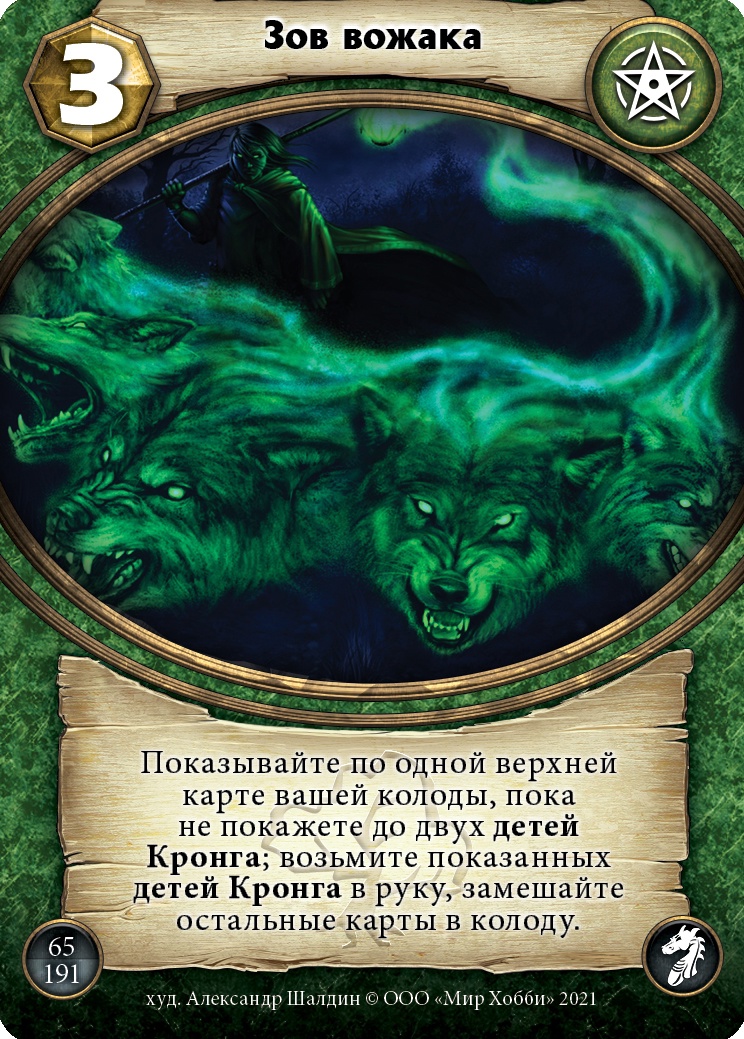 3
Зов вожака
Показывайте по одной верхней
карте вашей колоды, пока
не покажете до двух детей
Кронга; возьмите показанных
детей Кронга в руку, замешайте
остальные карты в колоду.
65
191
худ. Александр Шалдин © ООО «Мир Хобби» 2021